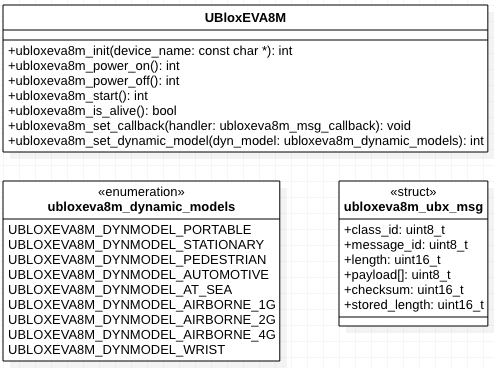 UBloxEVA8M
+ubloxeva8m_init(device_name: const char *): int
+ubloxeva8m_power_on(): int
+ubloxeva8m_power_off(): int
+ubloxeva8m_start(): int
+ubloxeva8m_is_alive(): bool
+ubloxeva8m_set_callback(handler: ubloxeva8m_msg_callback): void
+ubloxeva8m_set_dynamic_model(dyn_model: ubloxeva8m_dynamic_models): int
«enumeration»
ubloxeva8m_dynamic_models
UBLOXEVA8M_DYNMODEL_PORTABLE
UBLOXEVA8M_DYNMODEL_STATIONARY
UBLOXEVA8M_DYNMODEL_PEDESTRIAN
UBLOXEVA8M_DYNMODEL_AUTOMOTIVE
UBLOXEVA8M_DYNMODEL_AT_SEA
UBLOXEVA8M_DYNMODEL_AIRBORNE_1G
UBLOXEVA8M_DYNMODEL_AIRBORNE_2G
UBLOXEVA8M_DYNMODEL_AIRBORNE_4G
UBLOXEVA8M_DYNMODEL_WRIST
«struct»
ubloxeva8m_ubx_msg
+class_id: uint8_t
+message_id: uint8_t
+length: uint16_t
+payload[]: uint8_t
+checksum: uint16_t
+stored_length: uint16_t